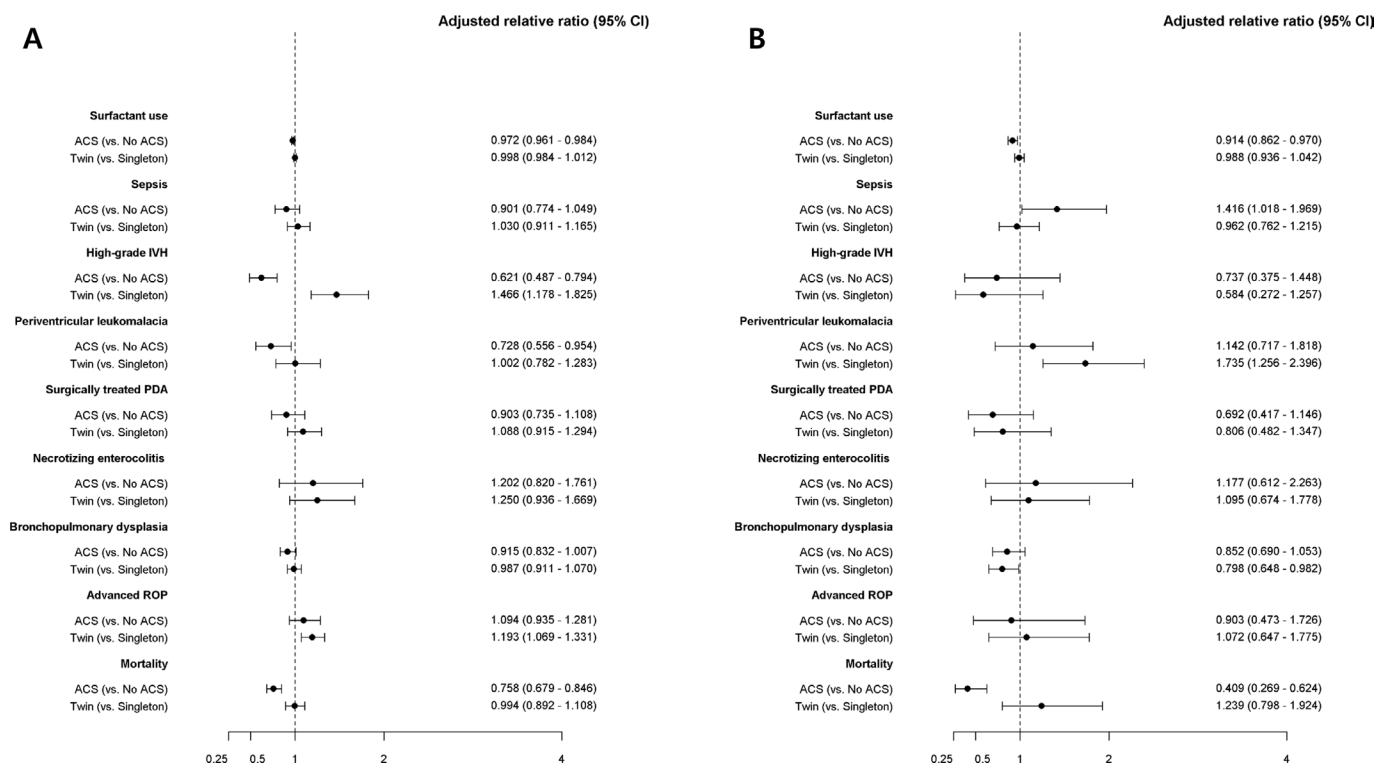 A
Adjusted relative ratio (95% CI)
Surfactant use
ACS (vs. No ACS) 0.972 (0.961 - 0.984)
Twin (vs. Singleton) 0.998 (0.984 - 1.012)
Sepsis
ACS (vs. No ACS) 0.901 (0.774 - 1.049)
Twin (vs. Singleton) 1.030 (0.911 - 1.165)
High-grade IVH
ACS (vs. No ACS) 0.621 (0.487 - 0.794)
Twin (vs. Singleton) 1.466 (1.178 - 1.825)
Periventricular leukomalacia
ACS (vs. No ACS) 0.728 (0.556 - 0.954)
Twin (vs. Singleton) 1.002 (0.782 - 1.283)
Surgically treated PDA
ACS (vs. No ACS) 0.903 (0.735 - 1.108)
Twin (vs. Singleton) 1.088 (0.915 - 1.294)
Necrotizing enterocolitis
ACS (vs. No ACS) 1.202 (0.820 - 1.761)
Twin (vs. Singleton) 1.250 (0.936 - 1.669)
Bronchopulmonary dysplasia
ACS (vs. No ACS) 0.915 (0.832 - 1.007)
Twin (vs. Singleton) 0.987 (0.911 - 1.070)
Advanced ROP
ACS (vs. No ACS) 1.094 (0.935 - 1.281)
Twin (vs. Singleton) 1.193 (1.069 - 1.331)
Mortality
ACS (vs. No ACS) 0.758 (0.679 - 0.846)
Twin (vs. Singleton) 0.994 (0.892 - 1.108)
0.25 0.5 1 2 4
B
Adjusted relative ratio (95% CI)
Surfactant use
ACS (vs. No ACS) 0.914 (0.862 - 0.970)
Twin (vs. Singleton) 0.988 (0.936 - 1.042)
Sepsis
ACS (vs. No ACS) 1.416 (1.018 - 1.969)
Twin (vs. Singleton) 0.962 (0.762 - 1.215)
High-grade IVH
ACS (vs. No ACS) 0.737 (0.375 - 1.448)
Twin (vs. Singleton) 0.584 (0.272 - 1.257)
Periventricular leukomalacia
ACS (vs. No ACS) 1.142 (0.717 - 1.818)
Twin (vs. Singleton) 1.735 (1.256 - 2.396)
Surgically treated PDA
ACS (vs. No ACS) 0.692 (0.417 - 1.146)
Twin (vs. Singleton) 0.806 (0.482 - 1.347)
Necrotizing enterocolitis
ACS (vs. No ACS) 1.177 (0.612 - 2.263)
Twin (vs. Singleton) 1.095 (0.674 - 1.778)
Bronchopulmonary dysplasia
ACS (vs. No ACS) 0.852 (0.690 - 1.053)
Twin (vs. Singleton) 0.798 (0.648 - 0.982)
Advanced ROP
ACS (vs. No ACS) 0.903 (0.473 - 1.726)
Twin (vs. Singleton) 1.072 (0.647 - 1.775)
Mortality
ACS (vs. No ACS) 0.409 (0.269 - 0.624)
Twin (vs. Singleton) 1.239 (0.798 - 1.924)
0.25 0.5 1 2 4